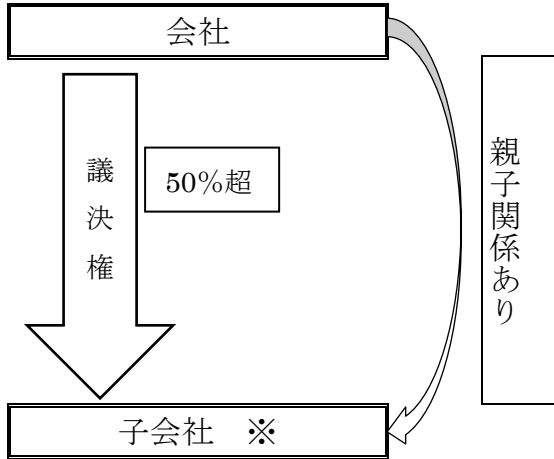 会社
議決権
50%超
親子関係あり
子会社 ※